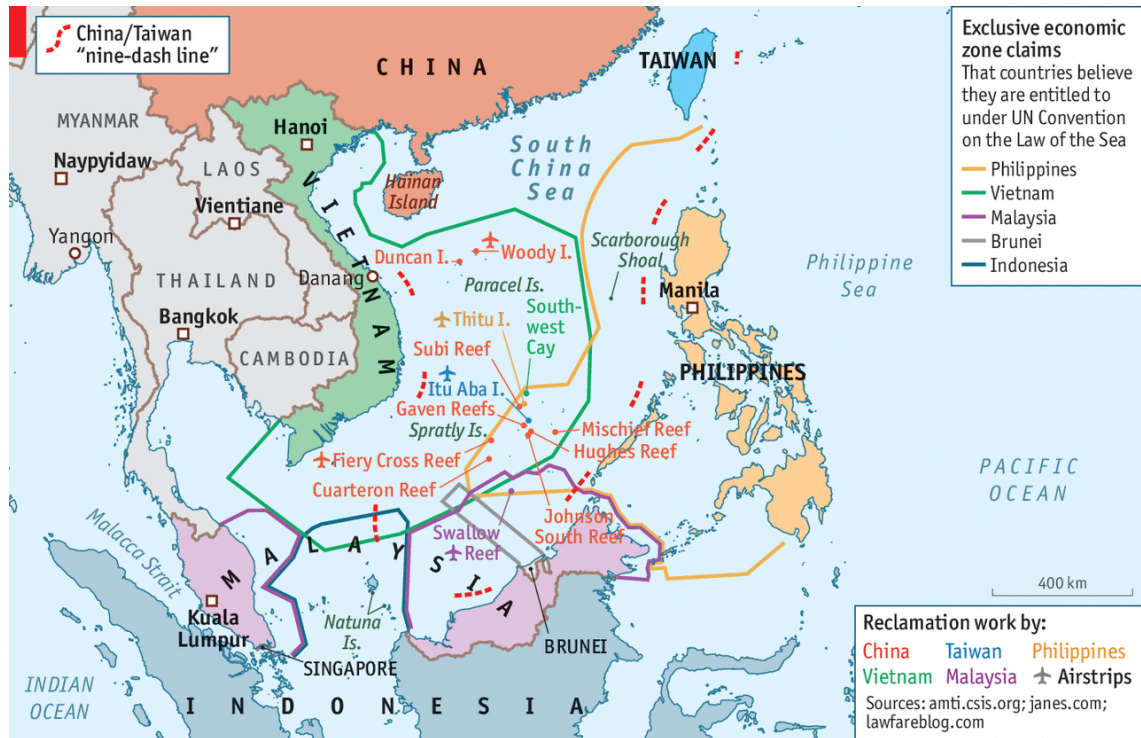 China/Taiwan
“nine-dash line”
CHINA
TAIWAN
Exclusive economic
zone claims
That countries believe
they are entitled to
under UN Convention
on the Law of the Sea
Philippines
Vietnam
Malaysia
Brunei
Indonesia
MYANMAR
Hanoi
Naypyidaw
LAOS
South
China
Sea
Hainan
Island
VIETNAM
Vientiane
Yangon
Duncan I.
Woody I.
Scarborough
Shoal
Philippine
Sea
THAILAND
Danang
Paracel Is.
Manila
Bangkok
Thitu I.
South-
west
Cay
Subi Reef
CAMBODIA
Itu Aba I.
PHILIPPINES
Gaven Reefs
Spratly Is.
Mischief Reef
Hughes Reef
Fiery Cross Reef
Cuarteron Reef
PACIFIC
OCEAN
Malacca Strait
Swallow
Reef
Johnson
South Reef
MALAYSIA
400 km
Kuala
Lumpur
Natuna
Is.
SINGAPORE
BRUNEI
INDIAN
OCEAN
INDONESIA
Reclamation work by:
China Taiwan Philippines
Vietnam Malaysia Airstrips
Sources: amti.csis.org; janes.com;
lawfareblog.com